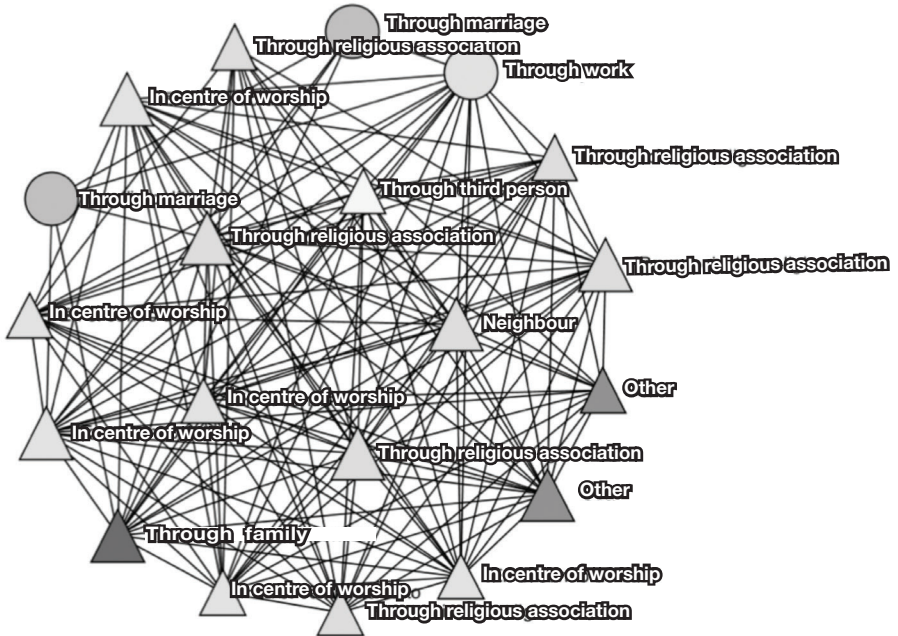 Through marriage
Through religious association
Through work
In centre of worship
Through religious association
Through third person
Through marriage
Through religious association
Through religious association
In centre of worship
Neighbour
Other
In centre of worship
In centre of worship
Through religious association
Other
Through family
In centre of worship
In centre of worship
Through religious association